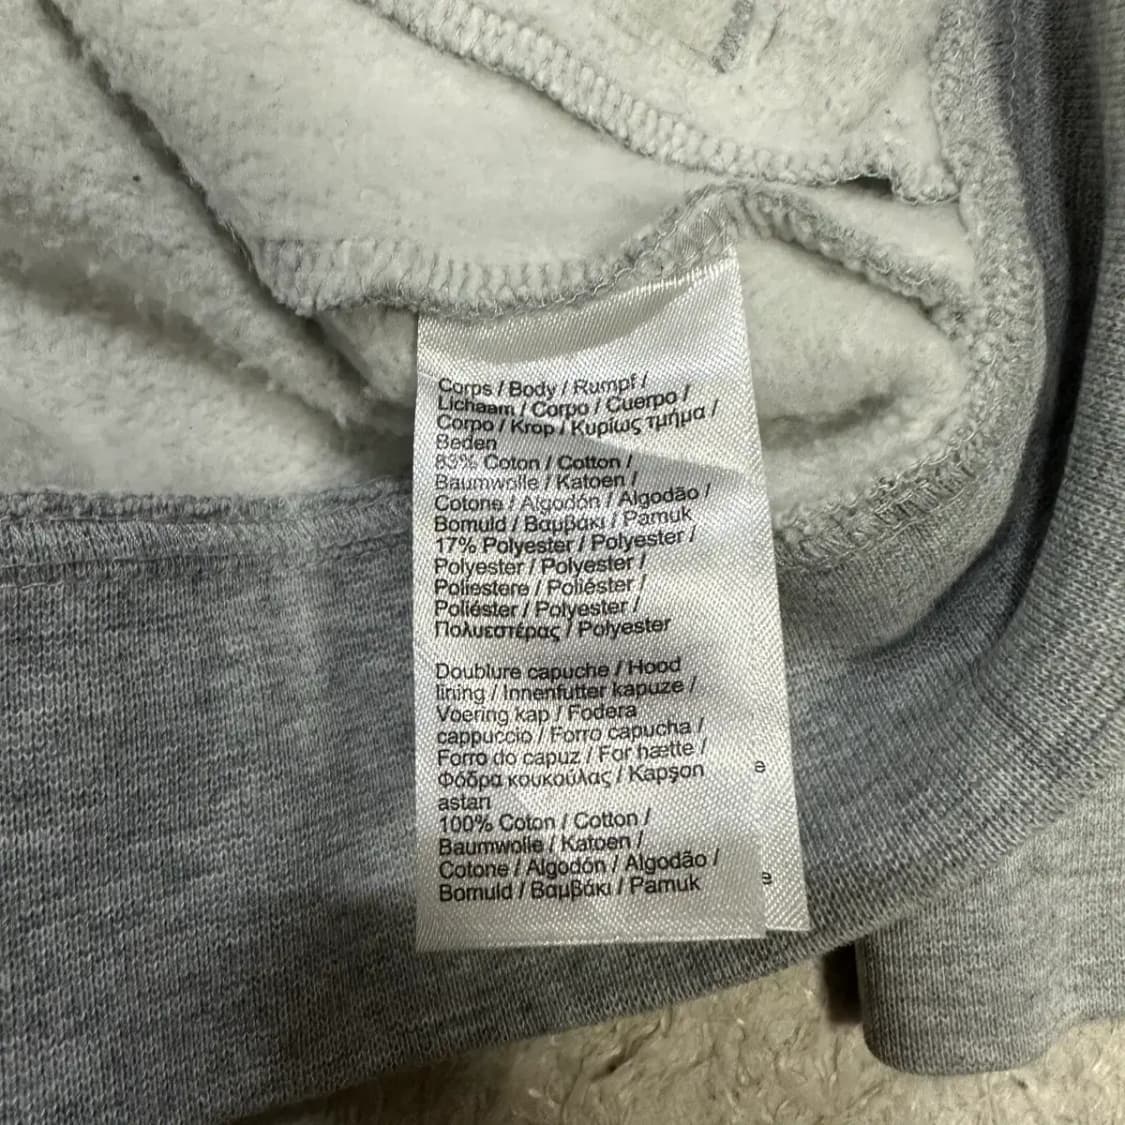 Corps / Body / Rumpf /
Lichaam / Corpo / Cuerpo /
Corpo / Krop / Κυρίως τμήμα /
Beden
83% Coton / Cotton /
Baumwolle / Katoen /
Cotone / Algodón / Algodão /
Bomuld / Βαμβάκι / Pamuk
17% Polyester / Polyester /
Polyester / Polyester /
Poliestere / Poliéster /
Poliéster / Polyester /
Πολυεστέρας / Polyester
Doublure capuche / Hood
lining / Innenfutter kapuze /
Voering kap / Fodera
cappuccio / Forro capucha /
Forro do capuz / For hætte /
Φόδρα κουκούλας / Kapşon
astarı
100% Coton / Cotton /
Baumwolle / Katoen /
Cotone / Algodón / Algodão /
Bomuld / Βαμβάκι / Pamuk
e
e